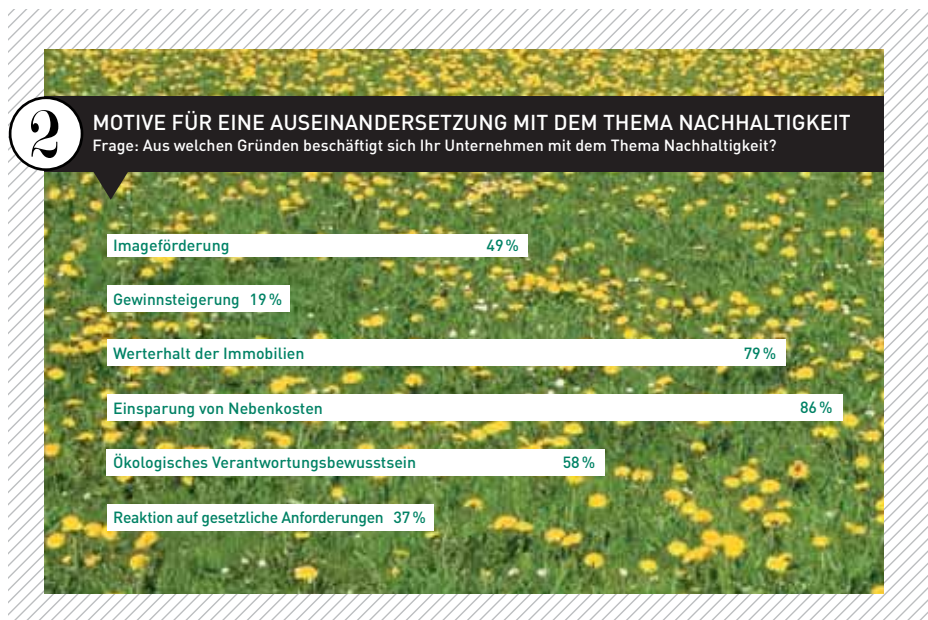 2
MOTIVE FÜR EINE AUSEINANDERSETZUNG MIT DEM THEMA NACHHALTIGKEIT
Frage: Aus welchen Gründen beschäftigt sich Ihr Unternehmen mit dem Thema Nachhaltigkeit?
Imageförderung 49 %
Gewinnsteigerung 19 %
Werterhalt der Immobilien 79 %
Einsparung von Nebenkosten 86 %
Ökologisches Verantwortungsbewusstsein 58 %
Reaktion auf gesetzliche Anforderungen 37 %